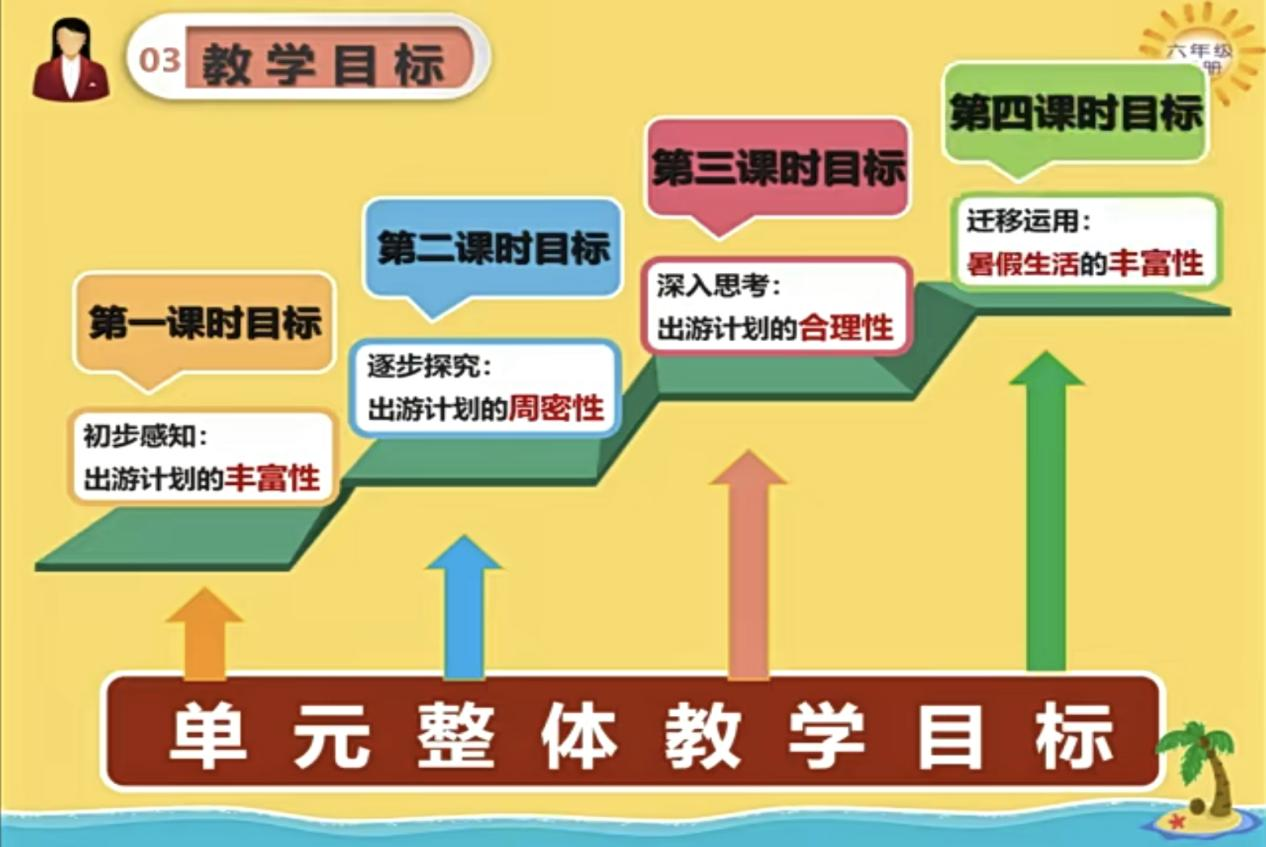 03 教学目标
六年级
册
第一课时目标
初步感知：
出游计划的丰富性
第二课时目标
逐步探究：
出游计划的周密性
第三课时目标
深入思考：
出游计划的合理性
第四课时目标
迁移运用：
暑假生活的丰富性
单元整体教学目标